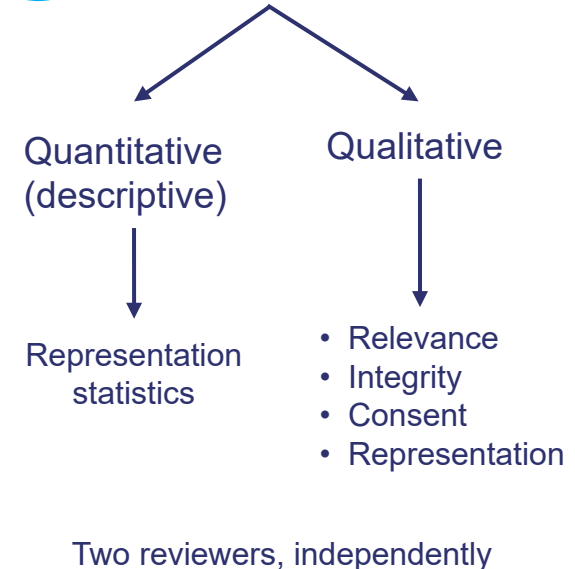 Quantitative
(descriptive)
Qualitative
Representation
statistics
• Relevance
• Integrity
• Consent
• Representation
Two reviewers, independently